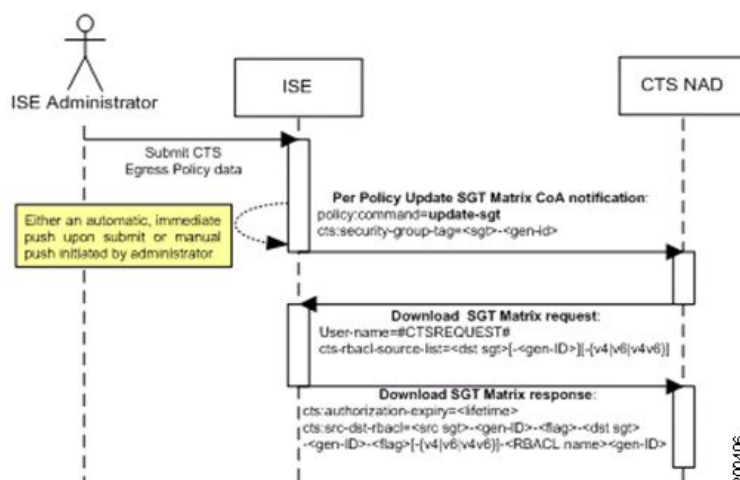 ISE Administrator
ISE
CTS NAD
Submit CTS
Egress Policy data
Either an automatic, immediate
push upon submit or manual
push initiated by administrator
Per Policy Update SGT Matrix CoA notification:
policy:command=update-sgt
cts:security-group-tag=<sgt>-<gen-id>
Download SGT Matrix request:
User-name=#CTSREQUEST#
cts-rbacl-source-list=<dst sgt>[-<gen-ID>][-{v4|v6|v4v6}]
Download SGT Matrix response:
cts:authorization-expiry=<lifetime>
cts:src-dst-rbacl=<src sgt>-<gen-ID>-<flag>-<dst sgt>
-<gen-ID>-<flag>[-{v4|v6|v4v6}]-<RBACL name><gen-ID>